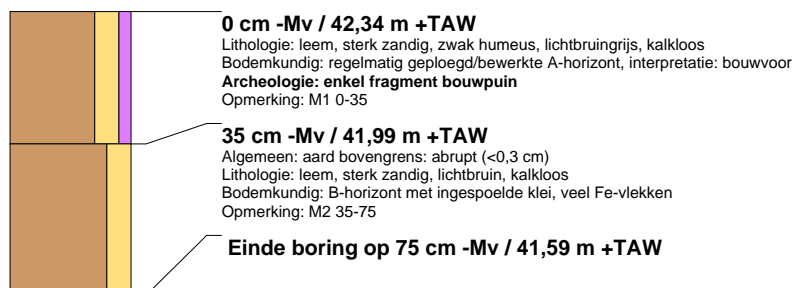 0 cm -Mv / 42,34 m +TAW
Lithologie: leem, sterk zandig, zwak humeus, lichtbruingrijs, kalkloos
Bodemkundig: regelmatig geploegd/bewerkte A-horizont, interpretatie: bouwvoor
Archeologie: enkel fragment bouwpuin
Opmerking: M1 0-35
35 cm -Mv / 41,99 m +TAW
Algemeen: aard bovengrens: abrupt (<0,3 cm)
Lithologie: leem, sterk zandig, lichtbruin, kalkloos
Bodemkundig: B-horizont met ingespoelde klei, veel Fe-vlekken
Opmerking: M2 35-75
Einde boring op 75 cm -Mv / 41,59 m +TAW